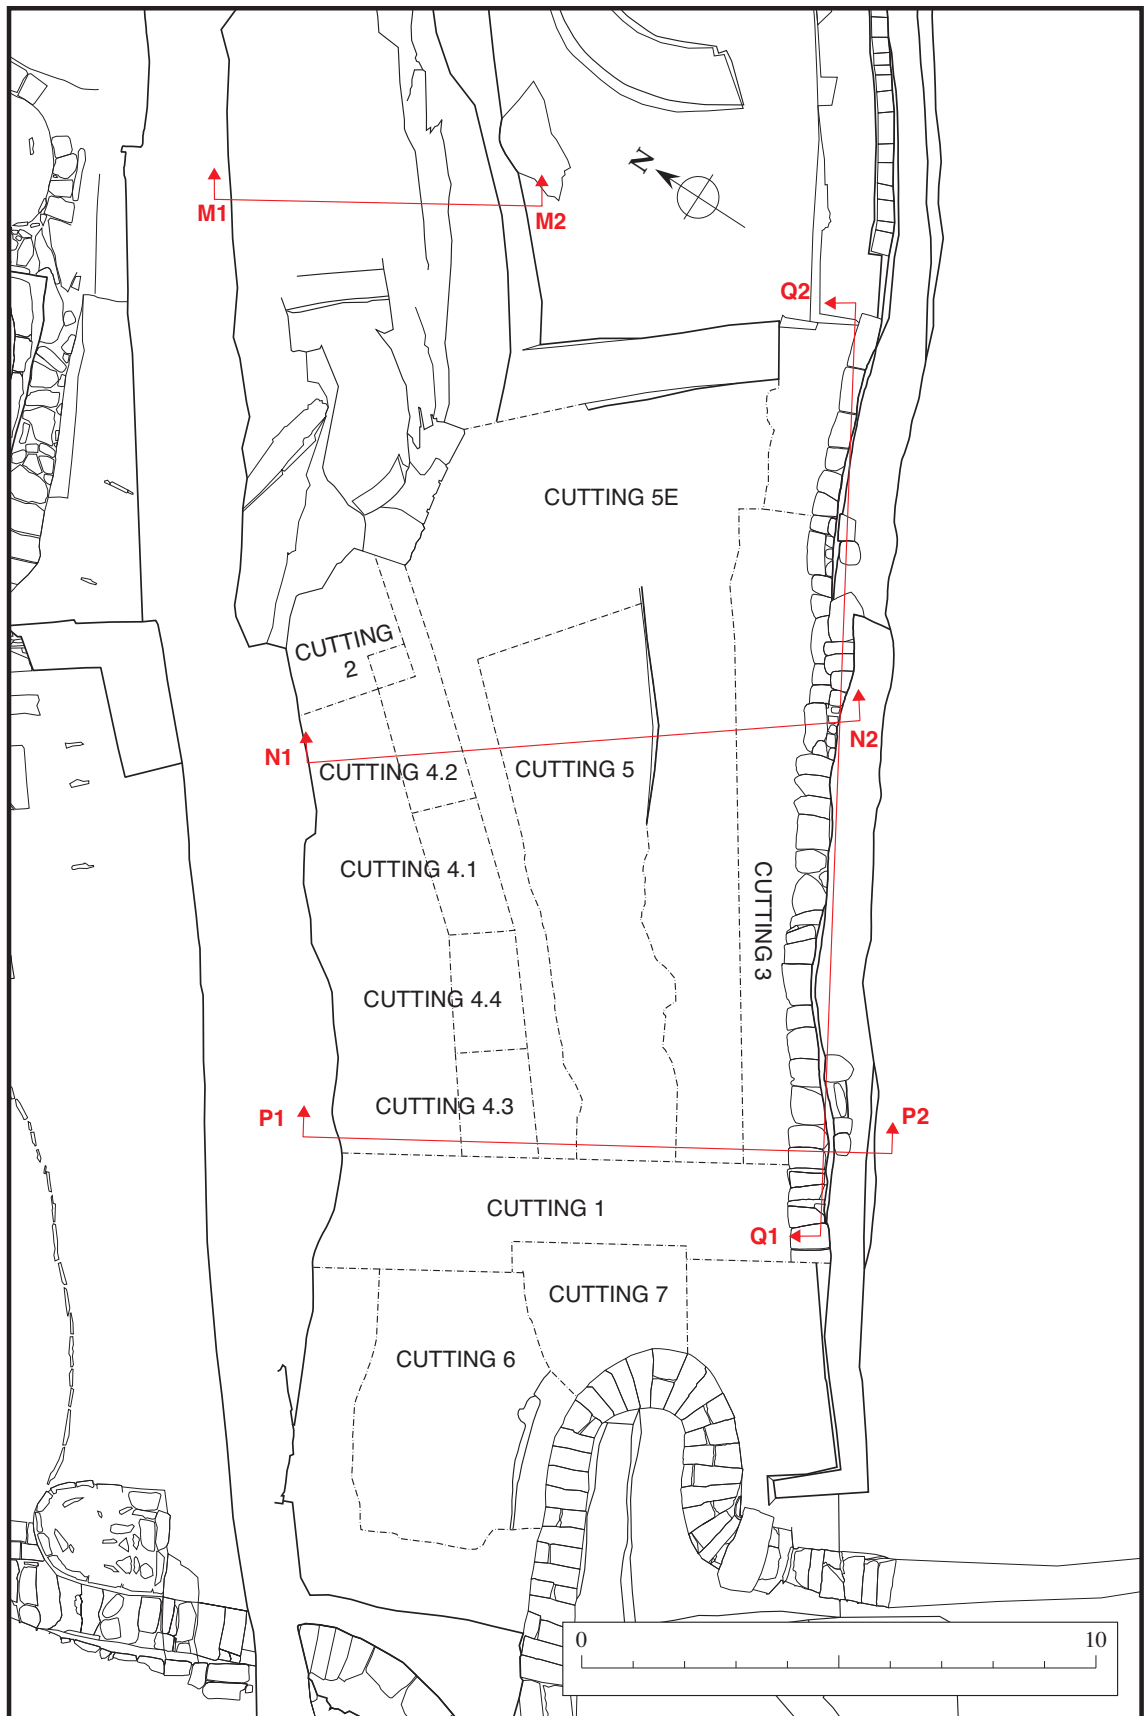 N
M1
M2
Q2
CUTTING 5E
CUTTING
2
N1
N2
CUTTING 4.2
CUTTING 5
CUTTING 4.1
CUTTING 3
CUTTING 4.4
CUTTING 4.3
P1
P2
CUTTING 1
Q1
CUTTING 7
CUTTING 6
0 10